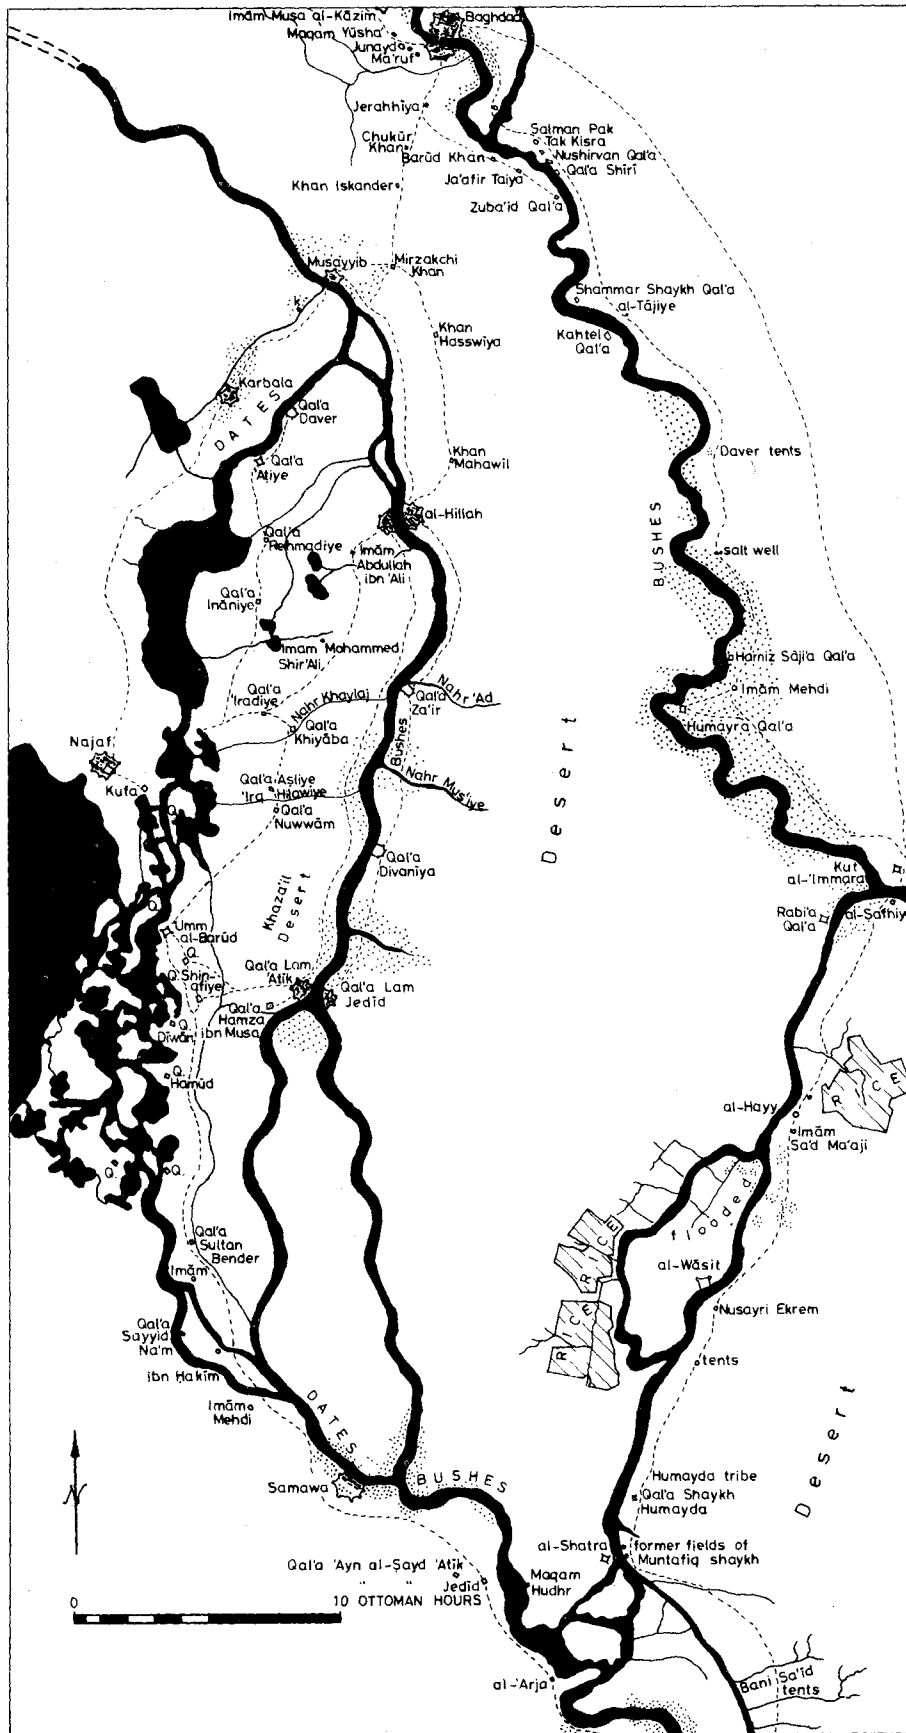 Imām Musa al-Kāzim
Baghdad
Maqam Yūsha'
Junayd
Ma'ruf
Jerahhīya
Salman Pak
Tak Kisra
Chukūr
Khan
Barūd Khan
Nushirvan Qal'a
Qal'a Shirī
Ja'afir Taiya
Khan Iskander
Zuba'id Qal'a
Musayyib
Mirzakchi
Khan
Shammar Shaykh Qal'a
al-Tājiye
K.
Khan
Hasswiya
Kahtel
Qal'a
Karbala
DATES
Qal'a
Daver
Khan
Mahawil
Daver tents
Qal'a
Atiye
al-Hillah
BUSHES
Qal'a
Rehmadiye
Imām
Abdullah
ibn 'Ali
salt well
Qal'a
Ināniye
Imam Mohammed
Shir'Ali
Harniz Sāji'a Qal'a
Qal'a
'Iradiye
Nahr Khaylaj
Qal'a
Za'ir
Nahr 'Ad
Imām Mehdi
Qal'a
Khiyāba
Bushes
Desert
Humayra Qal'a
Najaf
Kufa
Qal'a Aşliye
'Irq Hilawiye
Nahr Mus'iye
Q.
Qal'a
Nuwwām
Qal'a
Divaniya
Kut
al-'Immara
Khaza'il
Desert
Q.
Rabi'a
Qal'a
al-Safhiy
Umm
al-Barūd
Q.
Q. Shin-
afiye
Qal'a Lam
'Atik
Qal'a Lam
Jedīd
Qal'a
Hamza
ibn Musa
Q.
Dīwān
Q.
Hamūd
RICE
al-Hayy
Imām
Sa'd Ma'aji
Q.
Q.
flooded
RICE
Qal'a
Sultan
Bender
al-Wāsit
Imām
Nusayri Ekrem
RICE
Qal'a
Sayyid
Na'm
tents
ibn Ḥakīm
Imām
Mehdi
DATES
Desert
Samawa
BUSHES
Humayda tribe
Qal'a Shaykh
Humayda
N
al-Shatra
former fields of
Muntafiq shaykh
Qal'a 'Ayn al-Şayd 'Atīk
" " Jedīd
Maqam
Hudhr
0 10 OTTOMAN HOURS
al-'Arja
Bani Sa'id
tents